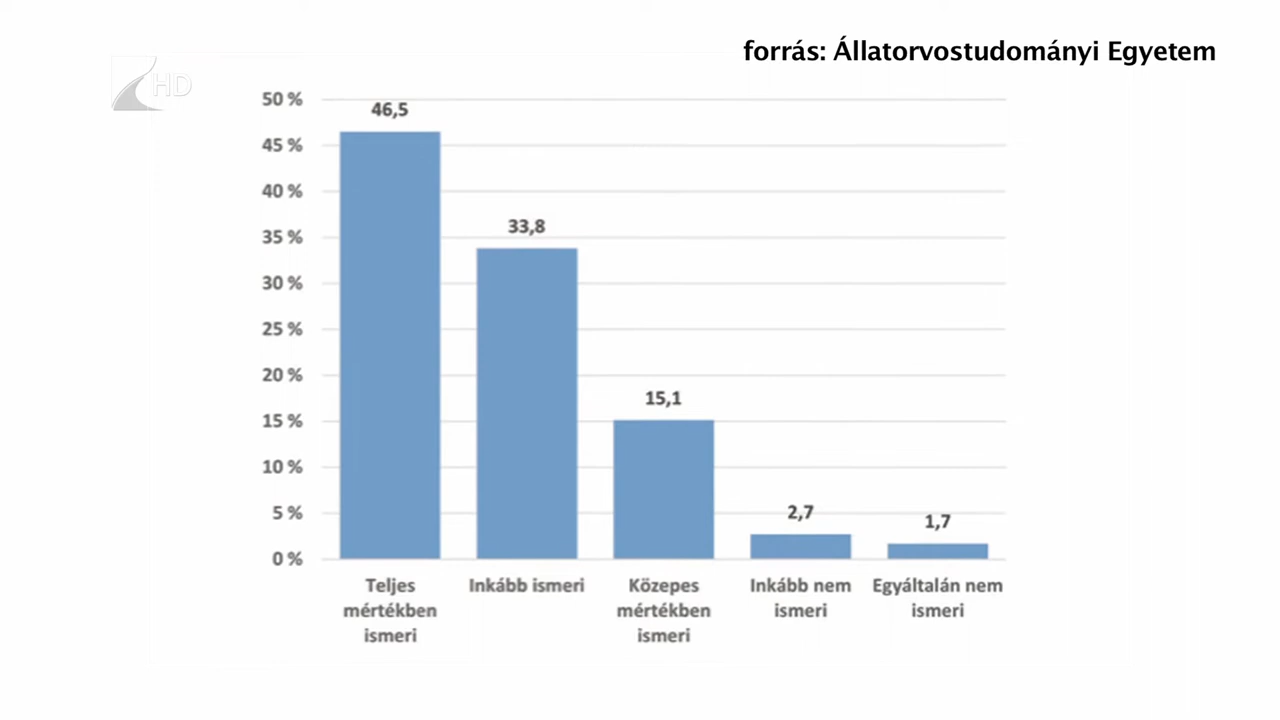 forrás: Állatorvostudományi Egyetem
HD
50 %
45 %
40 %
35 %
30 %
25 %
20 %
15 %
10 %
5 %
0 %
46,5
33,8
15,1
2,7
1,7
Teljes
mértékben
ismeri
Inkább ismeri
Közepes
mértékben
ismeri
Inkább nem
ismeri
Egyáltalán nem
ismeri